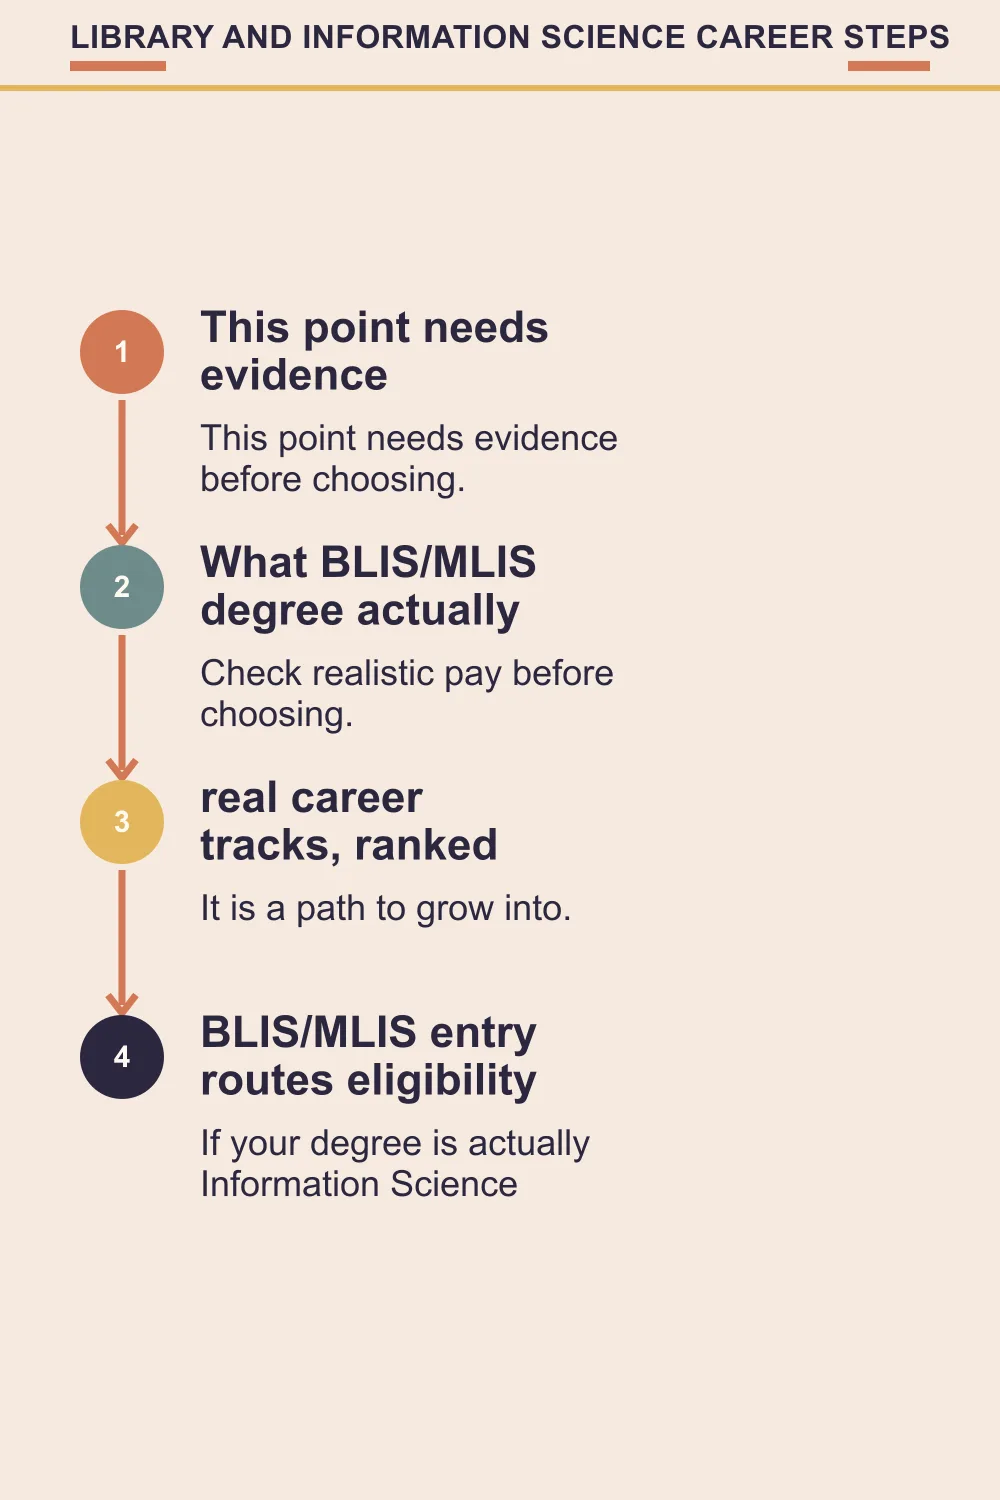 LIBRARY AND INFORMATION SCIENCE CAREER STEPS
1
This point needs
evidence
This point needs evidence
before choosing.
2
What BLIS/MLIS
degree actually
Check realistic pay before
choosing.
3
real career
tracks, ranked
It is a path to grow into.
4
BLIS/MLIS entry
routes eligibility
If your degree is actually
Information Science